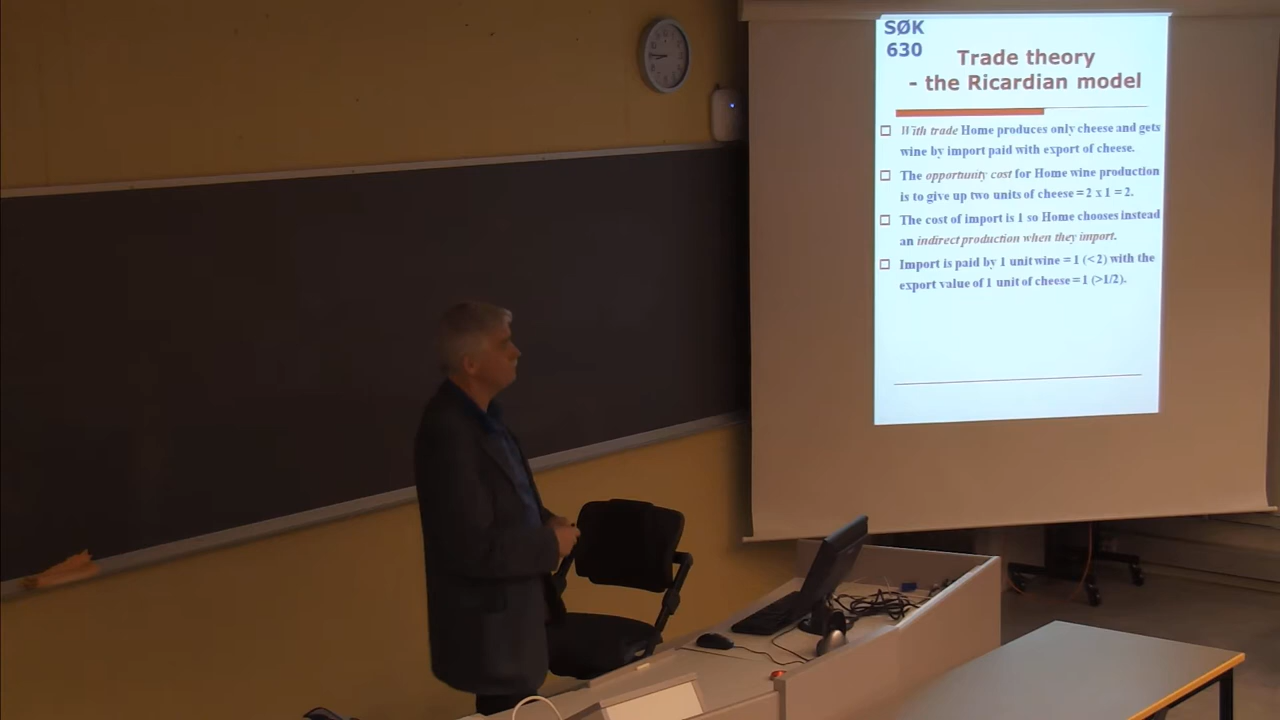 SØK
630
Trade theory
- the Ricardian model
With trade Home produces only cheese and gets
wine by import paid with export of cheese.
The opportunity cost for Home wine production
is to give up two units of cheese = 2 x 1 = 2.
The cost of import is 1 so Home chooses instead
an indirect production when they import.
Import is paid by 1 unit wine = 1 (<2) with the
export value of 1 unit of cheese = 1 (>1/2).